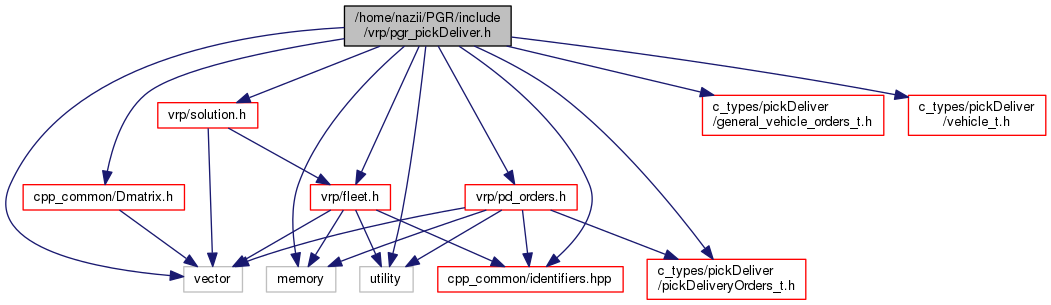 /home/nazii/PGR/include
/vrp/pgr_pickDeliver.h
vrp/solution.h
c_types/pickDeliver
/general_vehicle_orders_t.h
c_types/pickDeliver
/vehicle_t.h
cpp_common/Dmatrix.h
vrp/fleet.h
vrp/pd_orders.h
vector
memory
utility
cpp_common/identifiers.hpp
c_types/pickDeliver
/pickDeliveryOrders_t.h